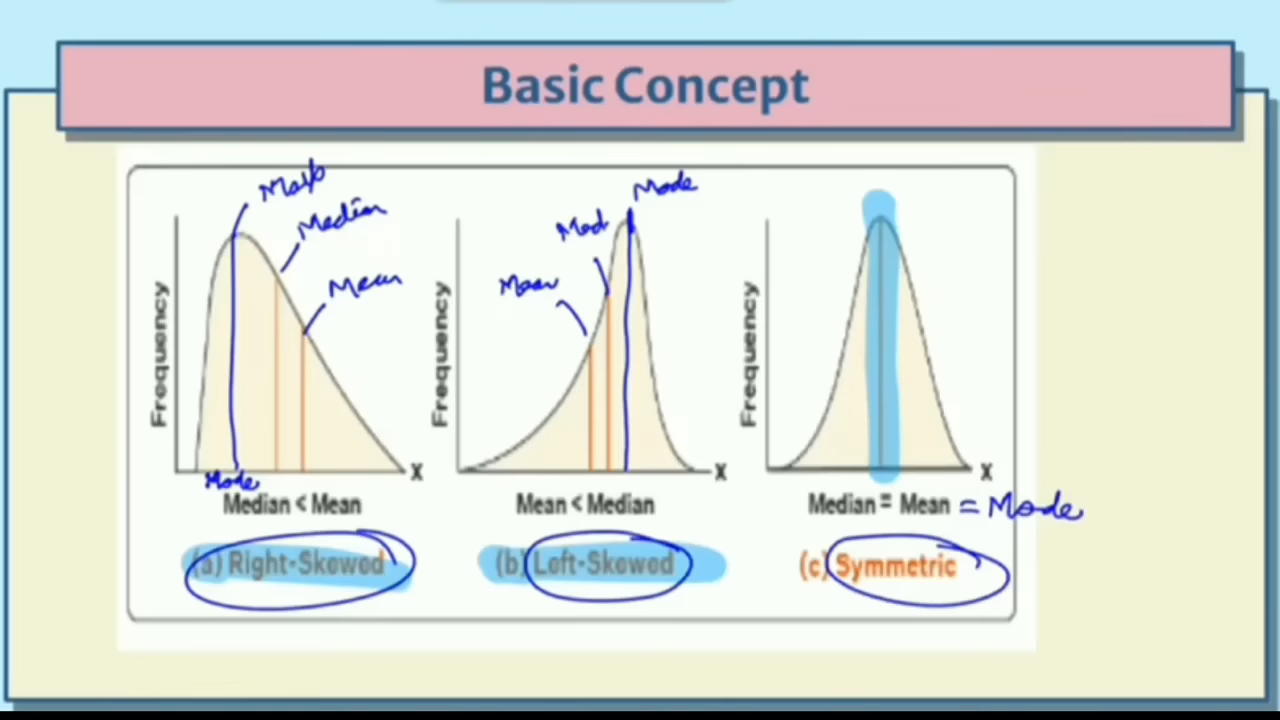 Basic Concept
Median
Mean
Mode
Frequency
X
Median < Mean
(a) Right-Skewed
Mode
Med
Mean
Frequency
X
Mean < Median
(b) Left-Skewed
Frequency
X
Median = Mean = Mode
(c) Symmetric